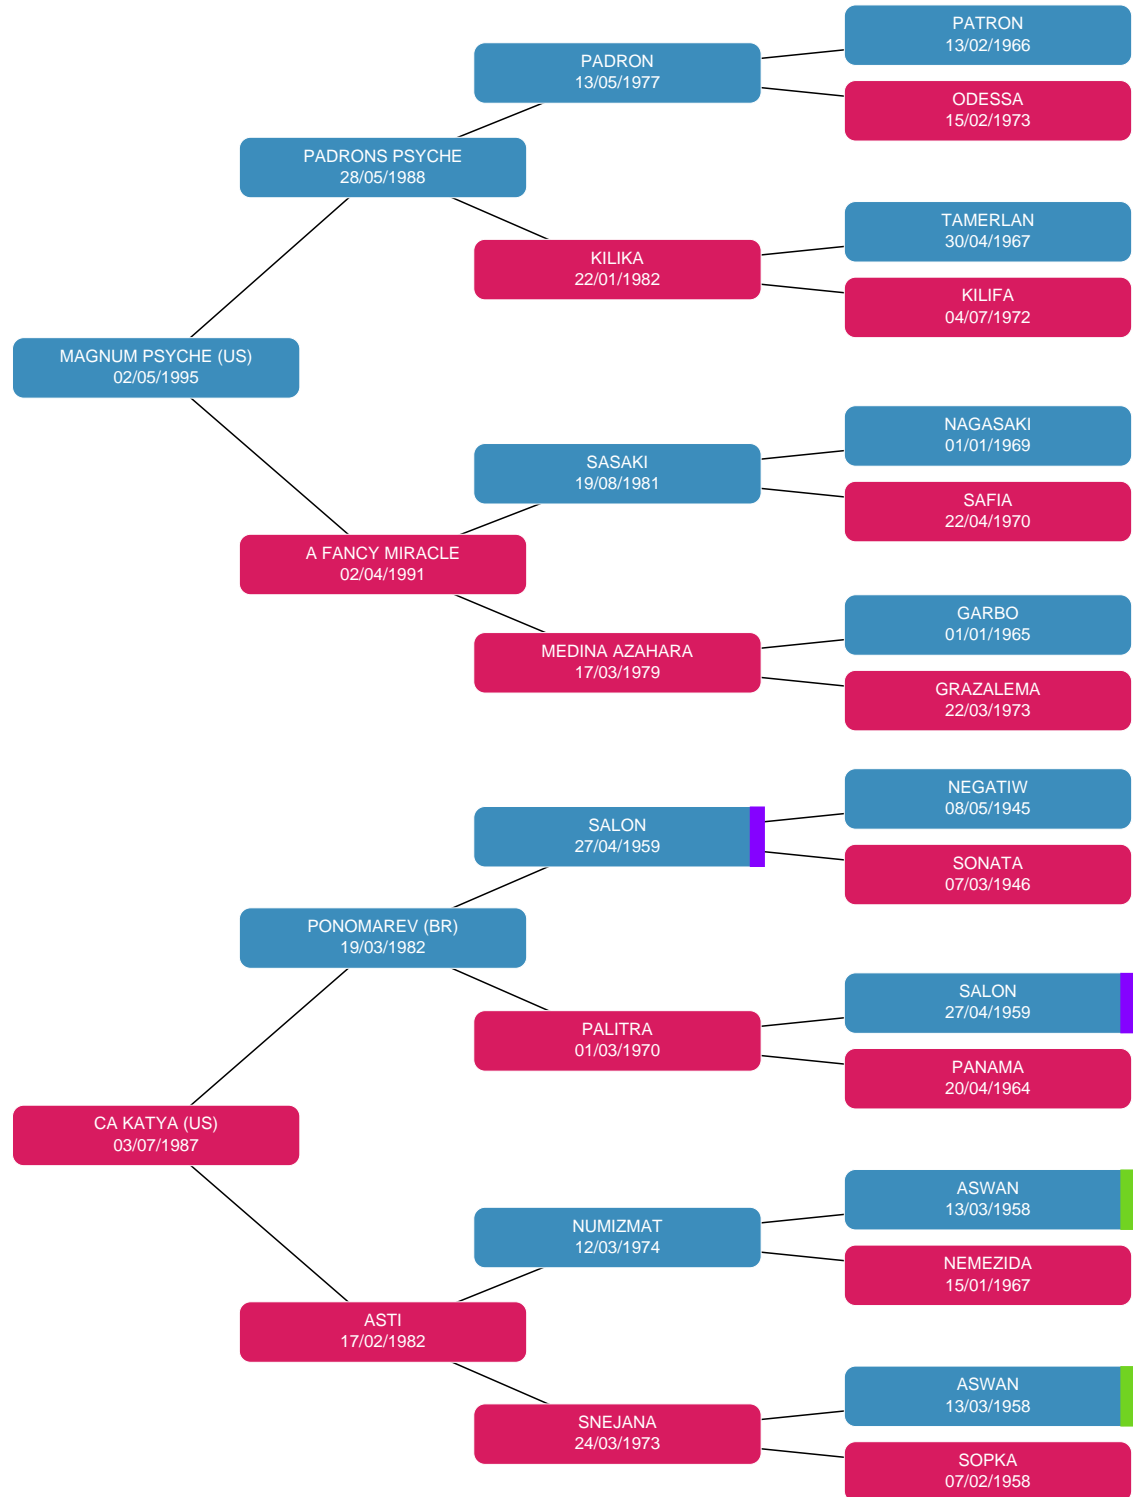 PATRON
13/02/1966
PADRON
13/05/1977
ODESSA
15/02/1973
PADRONS PSYCHE
28/05/1988
TAMERLAN
30/04/1967
KILIKA
22/01/1982
KILIFA
04/07/1972
MAGNUM PSYCHE (US)
02/05/1995
NAGASAKI
01/01/1969
SASAKI
19/08/1981
SAFIA
22/04/1970
A FANCY MIRACLE
02/04/1991
GARBO
01/01/1965
MEDINA AZAHARA
17/03/1979
GRAZALEMA
22/03/1973
NEGATIW
08/05/1945
SALON
27/04/1959
SONATA
07/03/1946
PONOMAREV (BR)
19/03/1982
SALON
27/04/1959
PALITRA
01/03/1970
PANAMA
20/04/1964
CA KATYA (US)
03/07/1987
ASWAN
13/03/1958
NUMIZMAT
12/03/1974
NEMEZIDA
15/01/1967
ASTI
17/02/1982
ASWAN
13/03/1958
SNEJANA
24/03/1973
SOPKA
07/02/1958